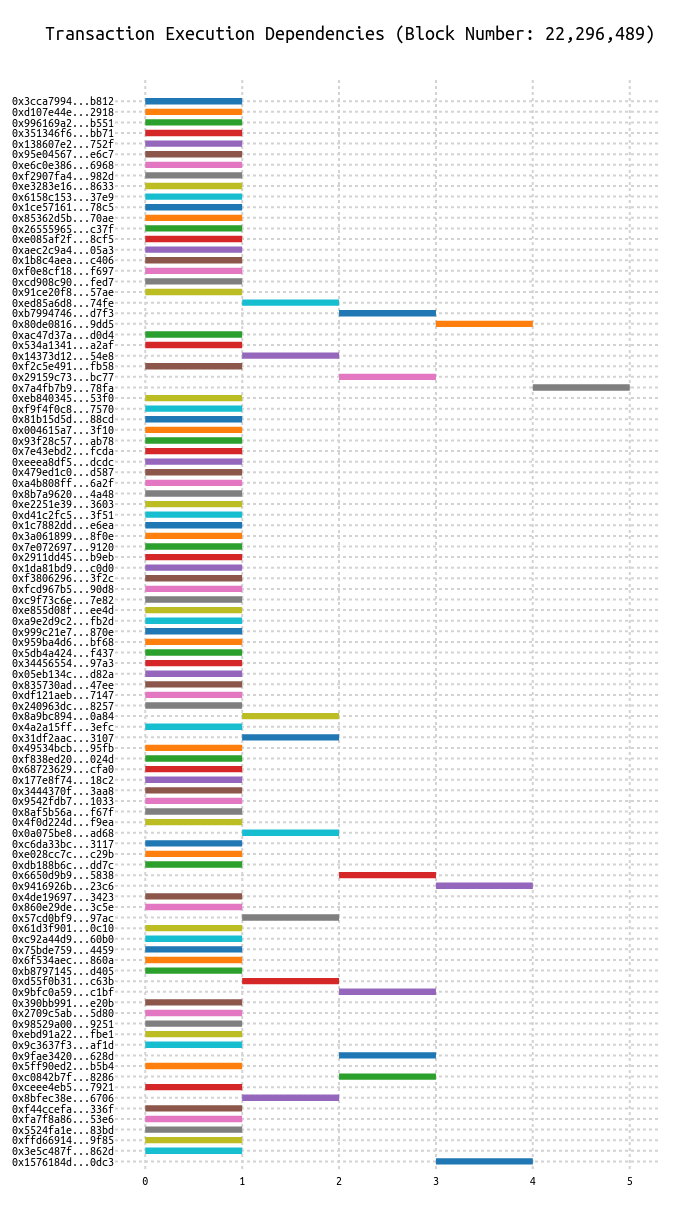 Transaction Execution Dependencies (Block Number: 22,296,489)
0x3cca7994...b812
0xd107e44e...2918
0x996169a2...b551
0x351346f6...bb71
0x138607e2...752f
0x95e04567...e6c7
0xe6c0e386...6968
0xf2907fa4...982d
0xe3283e16...8633
0x6158c153...37e9
0x1ce57161...78c5
0x85362d5b...70ae
0x26555965...c37f
0xe085af2f...8cf5
0xaec2c9a4...05a3
0x1b8c4aea...c406
0xf0e8cf18...f697
0xcd908c90...fed7
0x91ce20f8...57ae
0xed85a6d8...74fe
0xb7994746...d7f3
0x80de0816...9dd5
0xac47d37a...d0d4
0x534a1341...a2af
0x14373d12...54e8
0xf2c5e491...fb58
0x29159c73...bc77
0x7a4fb7b9...78fa
0xeb840345...53f0
0xf9f4f0c8...7570
0x81b15d5d...88cd
0x004615a7...3f10
0x93f28c57...ab78
0x7e43ebd2...fcda
0xeeea8df5...dcdc
0x479ed1c0...d587
0xa4b808ff...6a2f
0x8b7a9620...4a48
0xe2251e39...3603
0xd41c2fc5...3f51
0x1c7882dd...e6ea
0x3a061899...8f0e
0x7e072697...9120
0x2911dd45...b9eb
0x1da81bd9...c0d0
0xf3806296...3f2c
0xfcd967b5...90d8
0xc9f73c6e...7e82
0xe855d08f...ee4d
0xa9e2d9c2...fb2d
0x999c21e7...870e
0x959ba4d6...bf68
0x5db4a424...f437
0x34456554...97a3
0x05eb134c...d82a
0x835730ad...47ee
0xdf121aeb...7147
0x240963dc...8257
0x8a9bc894...0a84
0x4a2a15ff...3efc
0x31df2aac...3107
0x49534bcb...95fb
0xf838ed20...024d
0x68723629...cfa0
0x177e8f74...18c2
0x3444370f...3aa8
0x9542fdb7...1033
0x8af5b56a...f67f
0x4f0d224d...f9ea
0x0a075be8...ad68
0xc6da33bc...3117
0xe028cc7c...c29b
0xdb188b6c...dd7c
0x6650d9b9...5838
0x9416926b...23c6
0x4de19697...3423
0x860e29de...3c5e
0x57cd0bf9...97ac
0x61d3f901...0c10
0xc92a44d9...60b0
0x75bde759...4459
0x6f534aec...860a
0xb8797145...d405
0xd55f0b31...c63b
0x9bfc0a59...c1bf
0x390bb991...e20b
0x2709c5ab...5d80
0x98529a00...9251
0xebd91a22...fbe1
0x9c3637f3...af1d
0x9fae3420...628d
0x5ff90ed2...b5b4
0xc0842b7f...8286
0xceee4eb5...7921
0x8bfec38e...6706
0xf44ccefa...336f
0xfa7f8a86...53e6
0x5524fa1e...83bd
0xffd66914...9f85
0x3e5c487f...862d
0x1576184d...0dc3
0 1 2 3 4 5